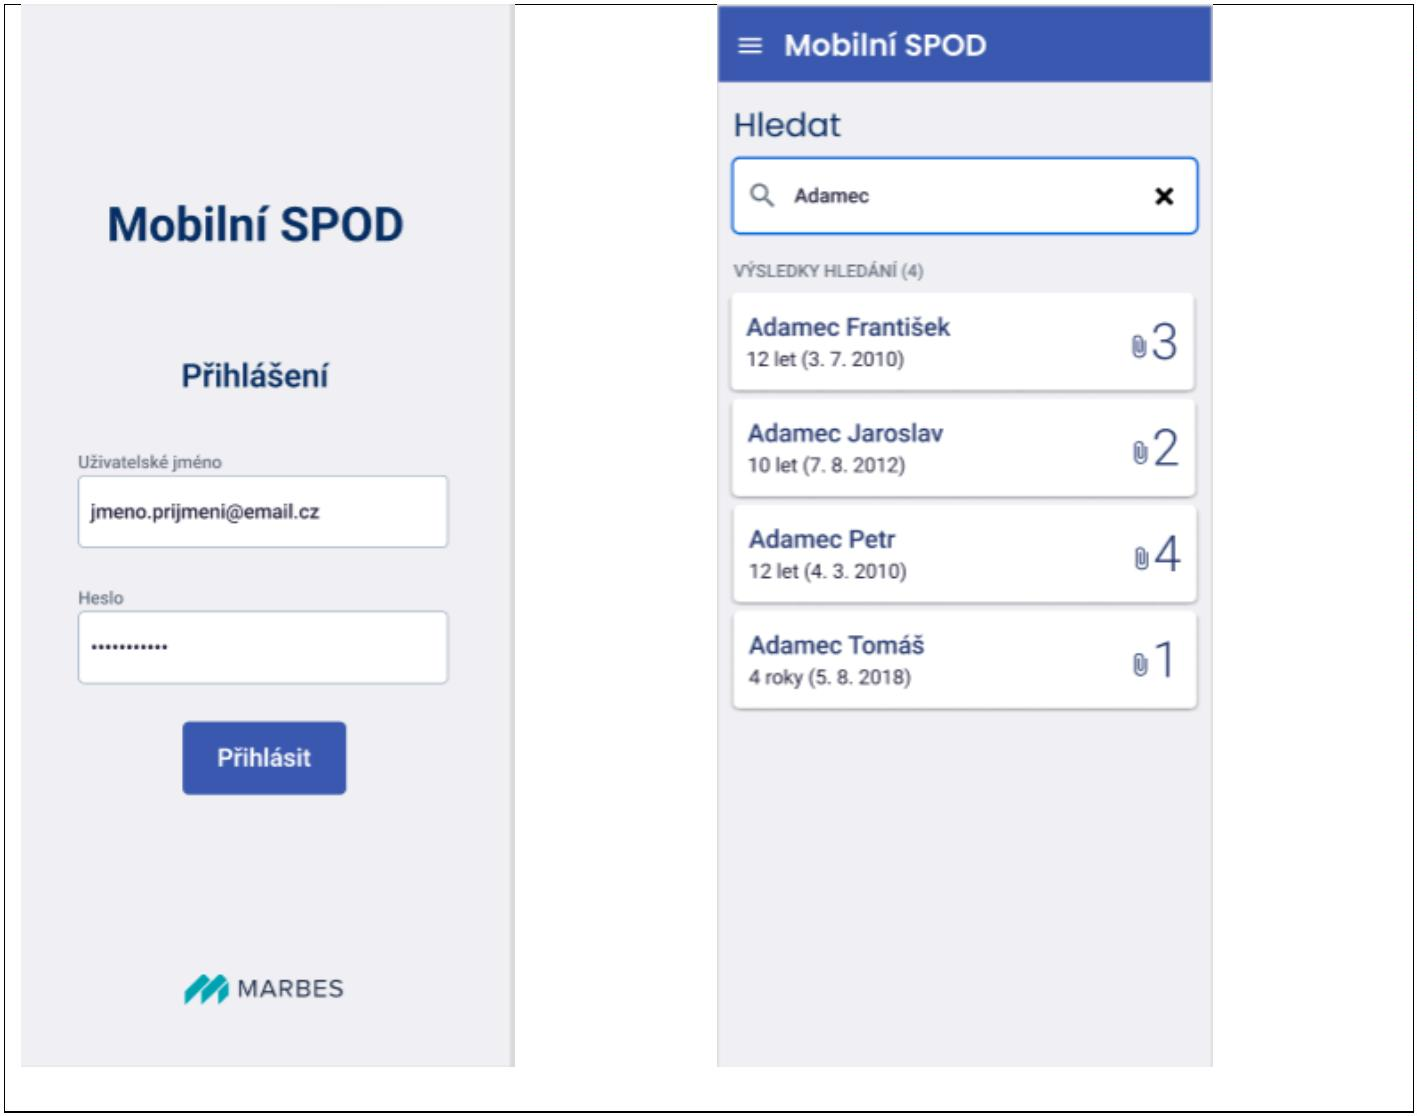 Mobilní SPOD
Přihlášení
Uživatelské jméno
jmeno.prijmeni@email.cz
Heslo
•••••••••••
Přihlásit
MARBES
Mobilní SPOD
Hledat
Adamec
VÝSLEDKY HLEDÁNÍ (4)
Adamec František
12 let (3. 7. 2010)
3
Adamec Jaroslav
10 let (7. 8. 2012)
2
Adamec Petr
12 let (4. 3. 2010)
4
Adamec Tomáš
4 roky (5. 8. 2018)
1